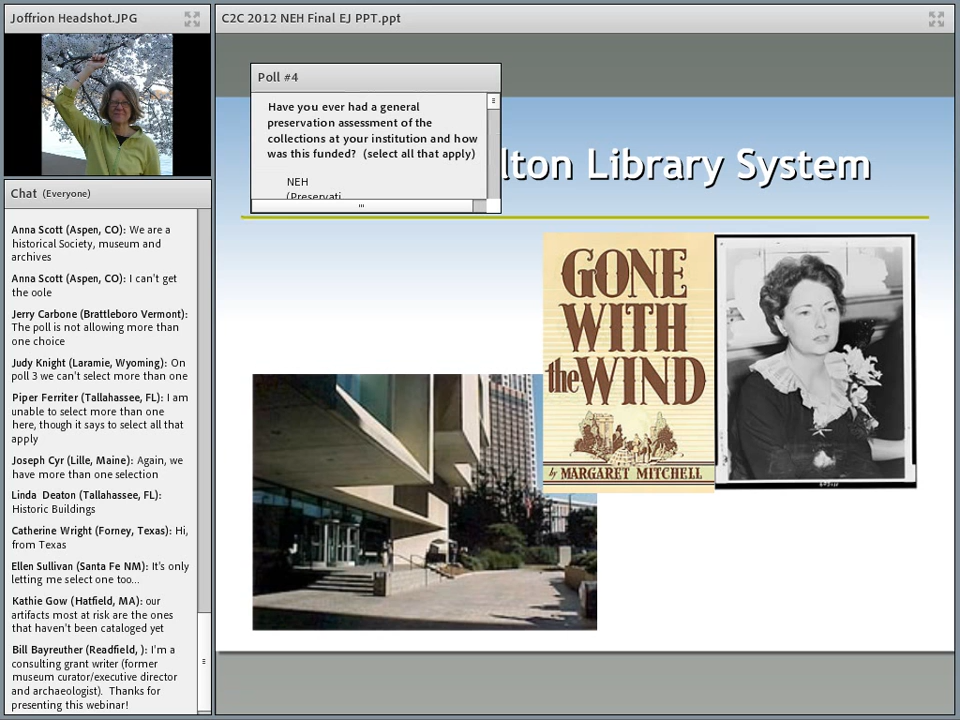 Joffrion Headshot.JPG
Chat (Everyone)
Anna Scott (Aspen, CO): We are a
historical Society, museum and
archives
Anna Scott (Aspen, CO): I can't get
the oole
Jerry Carbone (Brattleboro Vermont):
The poll is not allowing more than
one choice
Judy Knight (Laramie, Wyoming): On
poll 3 we can't select more than one
Piper Ferriter (Tallahassee, FL): I am
unable to select more than one
here, though it says to select all that
apply
Joseph Cyr (Lille, Maine): Again, we
have more than one selection
Linda Deaton (Tallahassee, FL):
Historic Buildings
Catherine Wright (Forney, Texas): Hi,
from Texas
Ellen Sullivan (Santa Fe NM): It's only
letting me select one too...
Kathie Gow (Hatfield, MA): our
artifacts most at risk are the ones
that haven't been cataloged yet
Bill Bayreuther (Readfield, ): I'm a
consulting grant writer (former
museum curator/executive director
and archaeologist). Thanks for
presenting this webinar!
C2C 2012 NEH Final EJ PPT.ppt
Poll #4
Have you ever had a general
preservation assessment of the
collections at your institution and how
was this funded? (select all that apply)
NEH
(Preservati
lton Library System
GONE
WITH
the WIND
by MARGARET MITCHELL